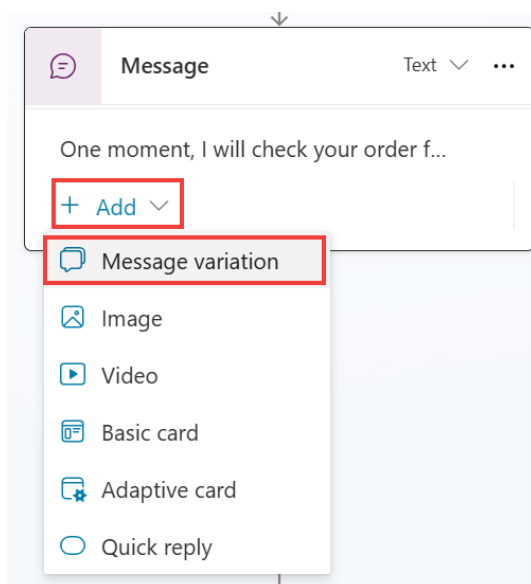 Message
Text
One moment, I will check your order f...
+ Add
Message variation
Image
Video
Basic card
Adaptive card
Quick reply